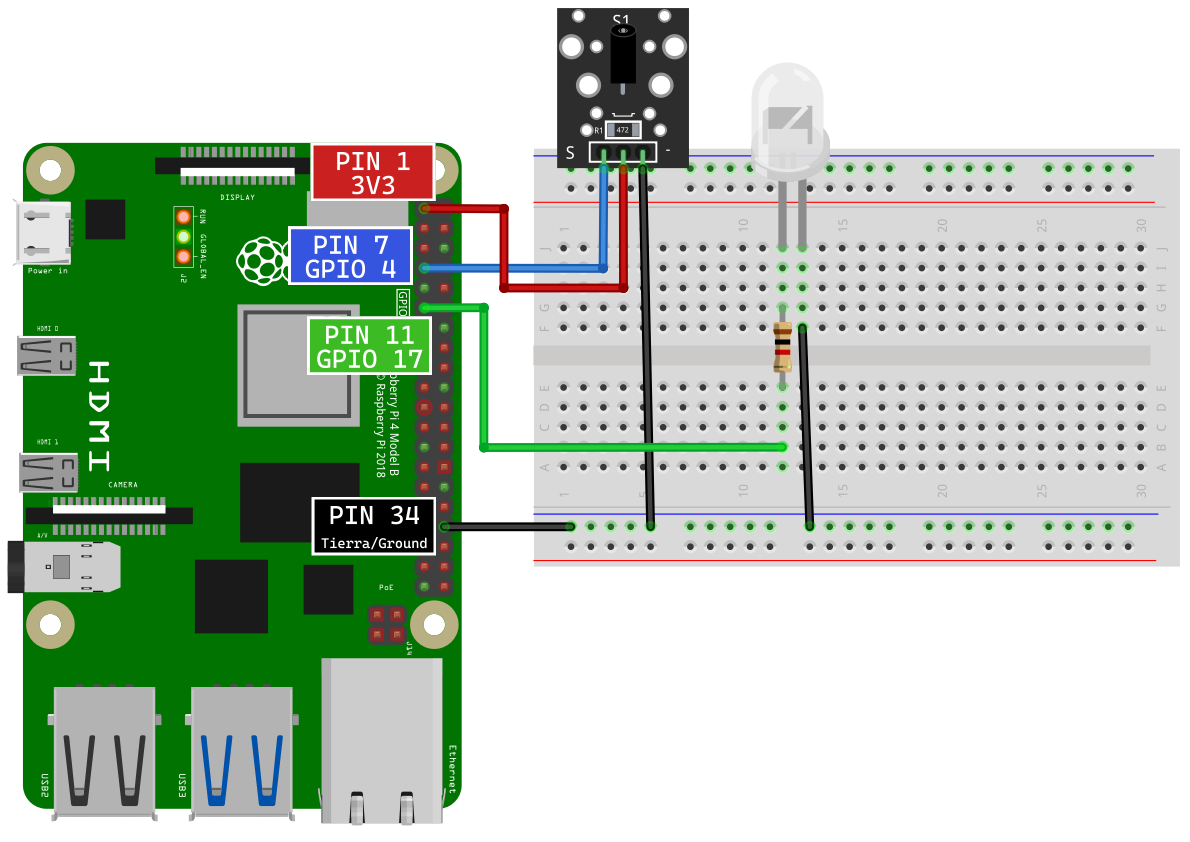 S1
R1
472
S -
PIN 1
3V3
DISPLAY
RUN
GLOBAL_EN
J2
Power in
PIN 7
GPIO 4
GPIO
PIN 11
GPIO 17
HDMI 0
HDMI
HDMI 1
Raspberry Pi 4 Model B
© Raspberry Pi 2018
CAMERA
PIN 34
Tierra/Ground
A/V
PoE
J14
USB2
USB3
Ethernet
1 10 15 20 25 30
J J
I I
H H
G G
F F
E E
D D
C C
B B
A A
1 5 10 15 20 25 30